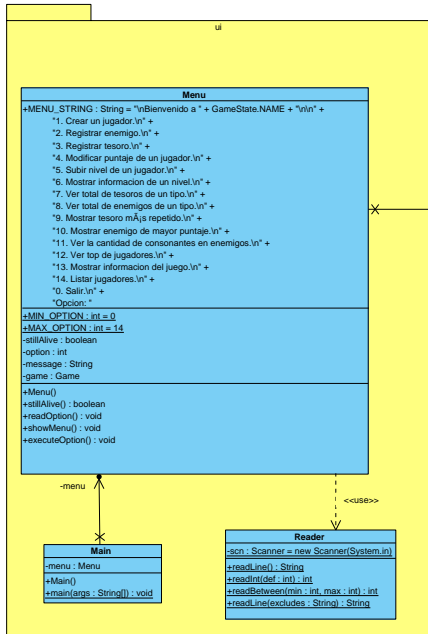 ui
Menu
+MENU_STRING : String = "\nBienvenido a " + GameState.NAME + "\n\n" +
"1. Crear un jugador.\n" +
"2. Registrar enemigo.\n" +
"3. Registrar tesoro.\n" +
"4. Modificar puntaje de un jugador.\n" +
"5. Subir nivel de un jugador.\n" +
"6. Mostrar informacion de un nivel.\n" +
"7. Ver total de tesoros de un tipo.\n" +
"8. Ver total de enemigos de un tipo.\n" +
"9. Mostrar tesoro mÃ¡s repetido.\n" +
"10. Mostrar enemigo de mayor puntaje.\n" +
"11. Ver la cantidad de consonantes en enemigos.\n" +
"12. Ver top de jugadores.\n" +
"13. Mostrar informacion del juego.\n" +
"14. Listar jugadores.\n" +
"0. Salir.\n" +
"Opcion: "
+MIN_OPTION : int = 0
+MAX_OPTION : int = 14
-stillAlive : boolean
-option : int
-message : String
-game : Game
+Menu()
+stillAlive() : boolean
+readOption() : void
+showMenu() : void
+executeOption() : void
-menu
<<use>>
Main
-menu : Menu
+Main()
+main(args : String[]) : void
Reader
-scn : Scanner = new Scanner(System.in)
+readLine() : String
+readInt(def : int) : int
+readBetween(min : int, max : int) : int
+readLine(excludes : String) : String